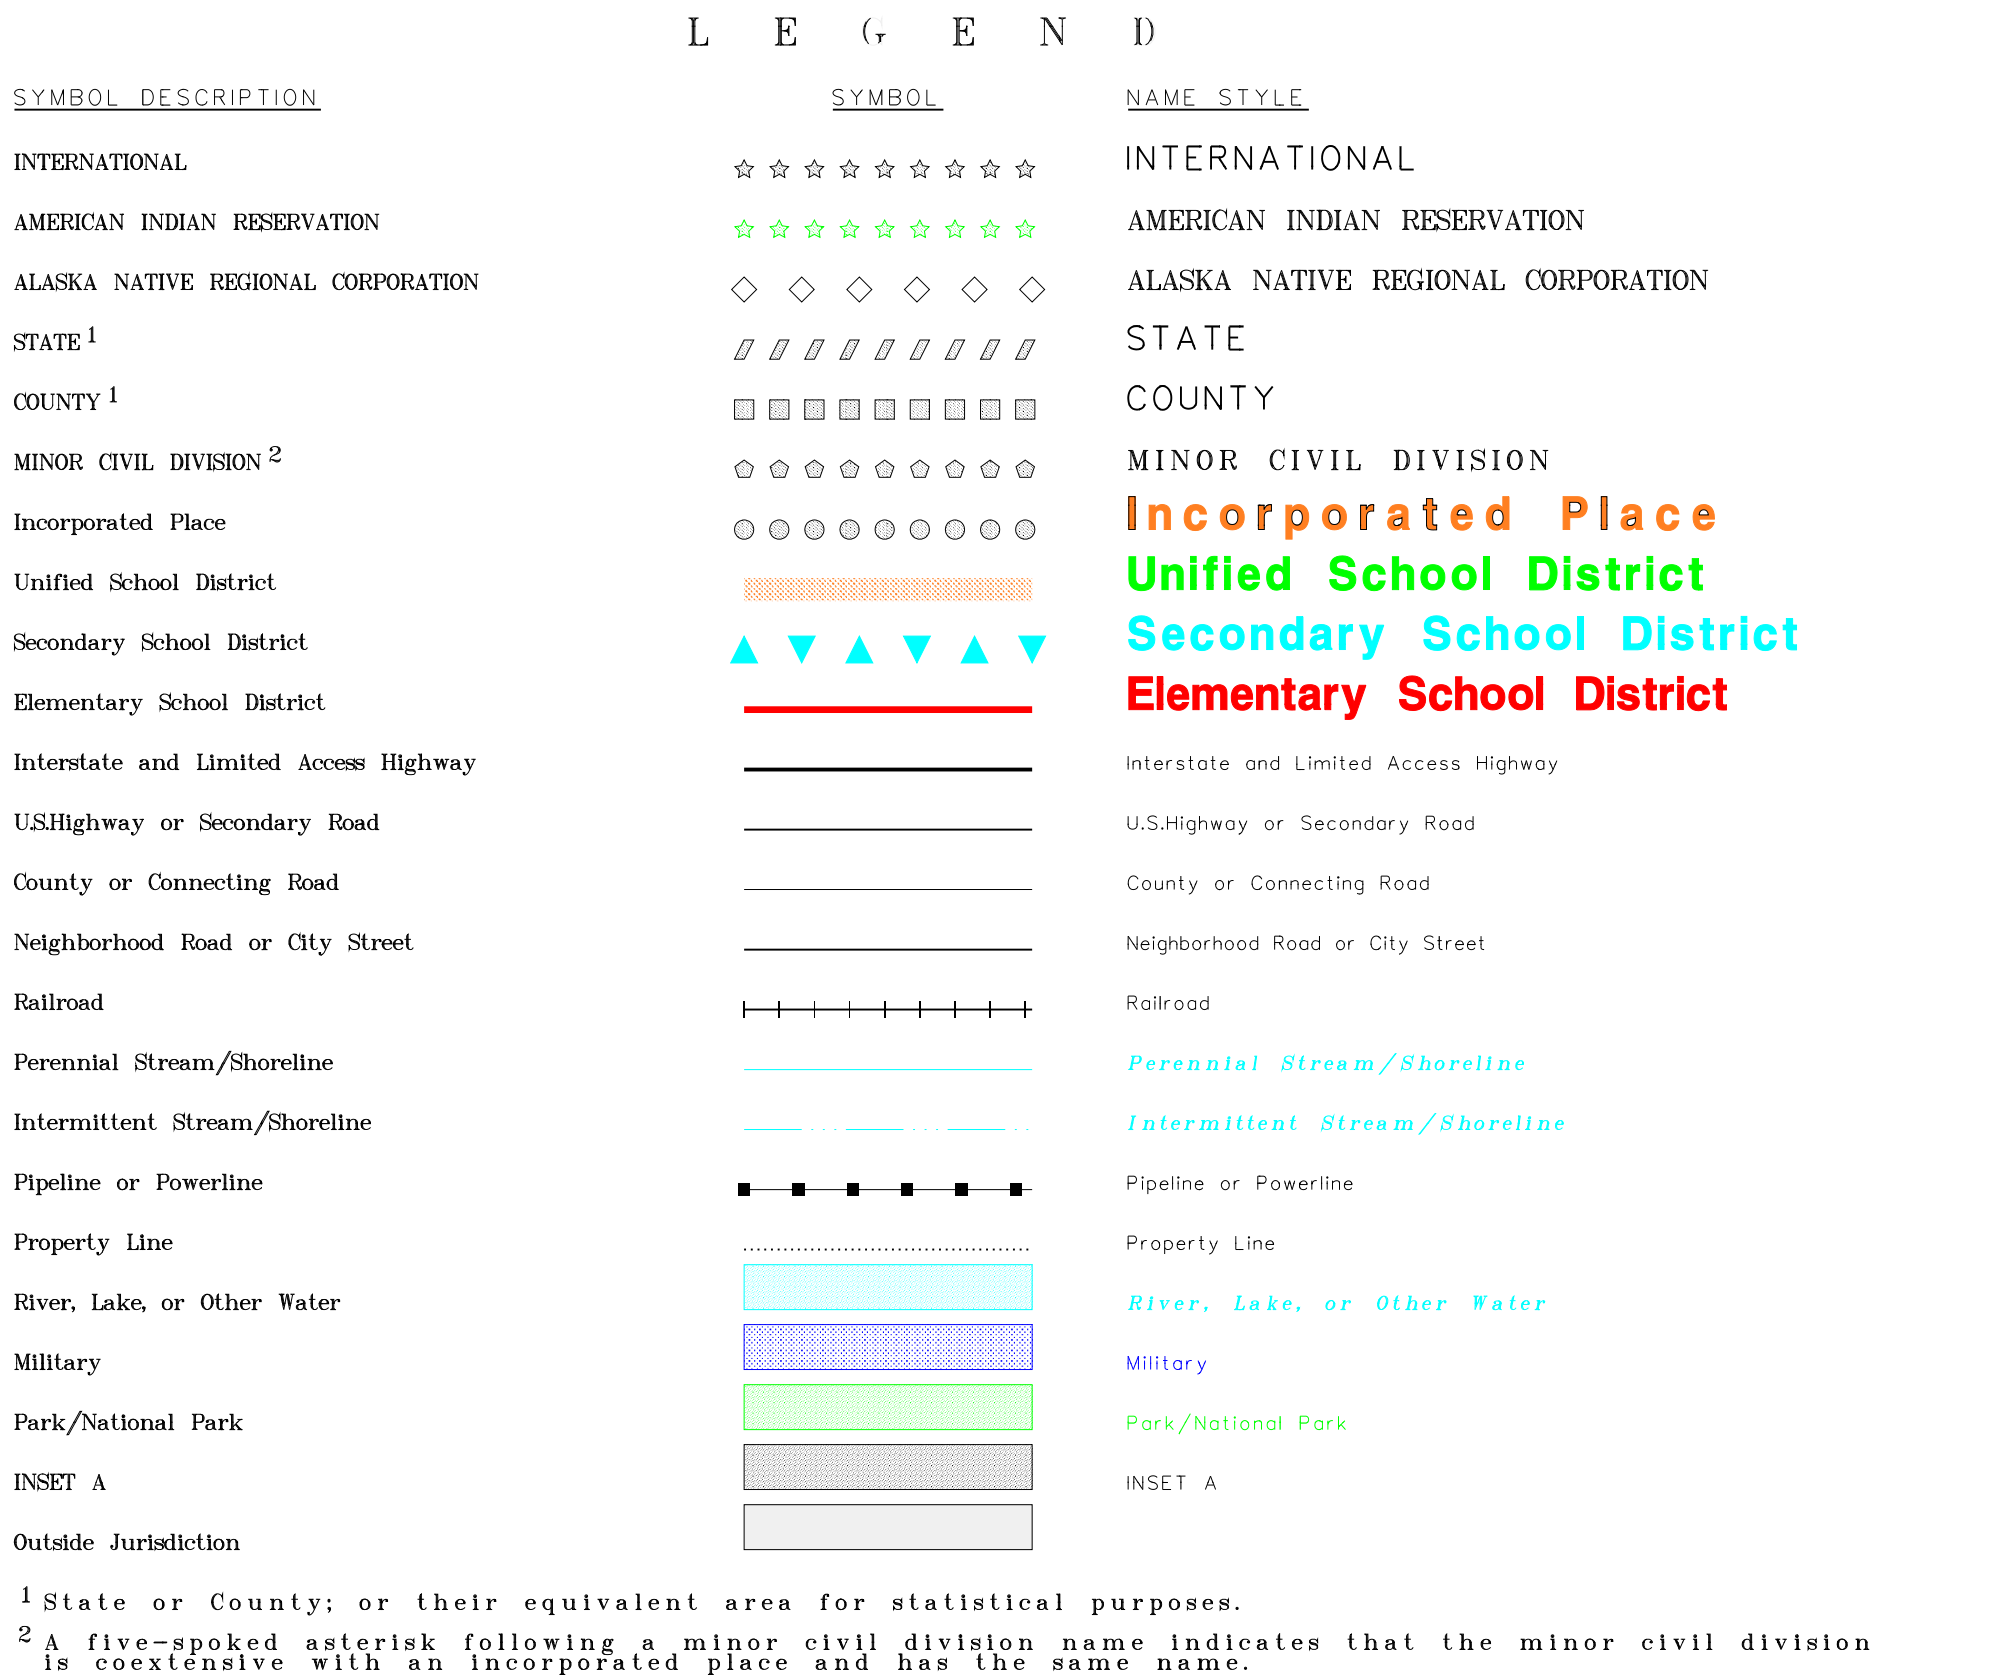 L E G E N D
SYMBOL DESCRIPTION SYMBOL NAME STYLE
INTERNATIONAL INTERNATIONAL
AMERICAN INDIAN RESERVATION AMERICAN INDIAN RESERVATION
ALASKA NATIVE REGIONAL CORPORATION ALASKA NATIVE REGIONAL CORPORATION
STATE 1 STATE
COUNTY 1 COUNTY
MINOR CIVIL DIVISION 2 MINOR CIVIL DIVISION
Incorporated Place Incorporated Place
Unified School District Unified School District
Secondary School District Secondary School District
Elementary School District Elementary School District
Interstate and Limited Access Highway Interstate and Limited Access Highway
U.S.Highway or Secondary Road U.S.Highway or Secondary Road
County or Connecting Road County or Connecting Road
Neighborhood Road or City Street Neighborhood Road or City Street
Railroad Railroad
Perennial Stream/Shoreline Perennial Stream/Shoreline
Intermittent Stream/Shoreline Intermittent Stream/Shoreline
Pipeline or Powerline Pipeline or Powerline
Property Line Property Line
River, Lake, or Other Water River, Lake, or Other Water
Military Military
Park/National Park Park/National Park
INSET A INSET A
Outside Jurisdiction
1 State or County; or their equivalent area for statistical purposes.
2 A five-spoked asterisk following a minor civil division name indicates that the minor civil division
is coextensive with an incorporated place and has the same name.